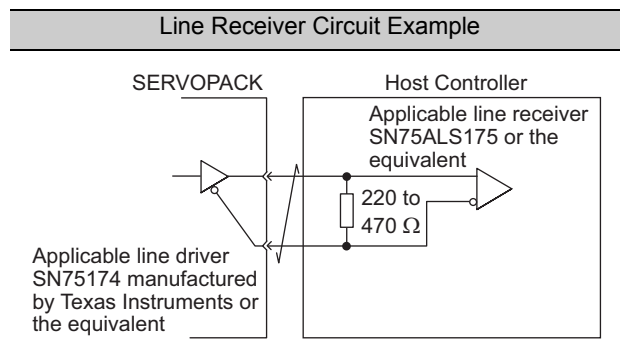 Line Receiver Circuit Example
SERVOPACK
Host Controller
Applicable line receiver
SN75ALS175 or the
equivalent
220 to
470 Ω
Applicable line driver
SN75174 manufactured
by Texas Instruments or
the equivalent